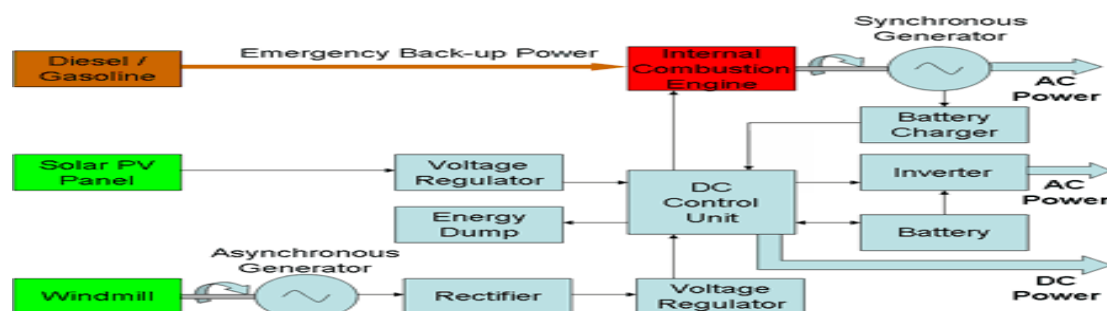 Synchronous
Generator
Diesel /
Gasoline
Emergency Back-up Power
Internal
Combustion
Engine
AC
Power
Battery
Charger
Solar PV
Panel
Voltage
Regulator
DC
Control
Unit
Inverter
AC
Power
Energy
Dump
Battery
Asynchronous
Generator
Windmill
Rectifier
Voltage
Regulator
DC
Power